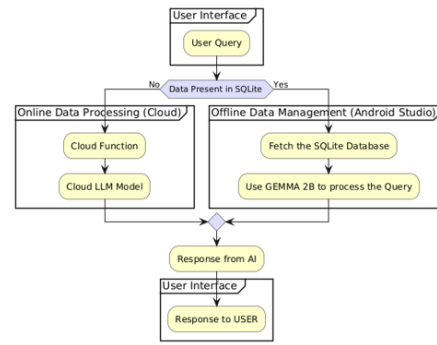 User Interface
User Query
No
Data Present in SQLite
Yes
Online Data Processing (Cloud)
Offline Data Management (Android Studio)
Cloud Function
Fetch the SQLite Database
Cloud LLM Model
Use GEMMA 2B to process the Query
Response from AI
User Interface
Response to USER